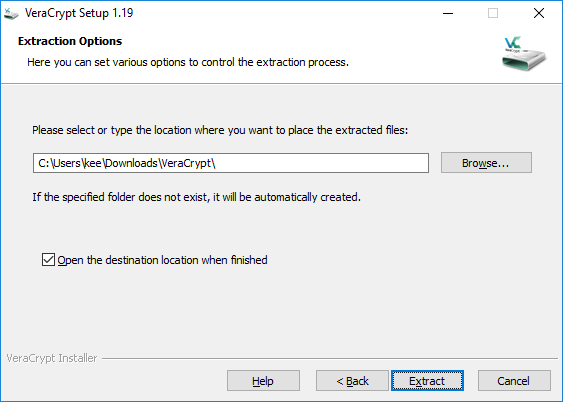 VeraCrypt Setup 1.19
Extraction Options
Here you can set various options to control the extraction process.
VC
Please select or type the location where you want to place the extracted files:
C:\Users\kee\Downloads\VeraCrypt\
Browse...
If the specified folder does not exist, it will be automatically created.
Open the destination location when finished
VeraCrypt Installer
Help
< Back
Extract
Cancel